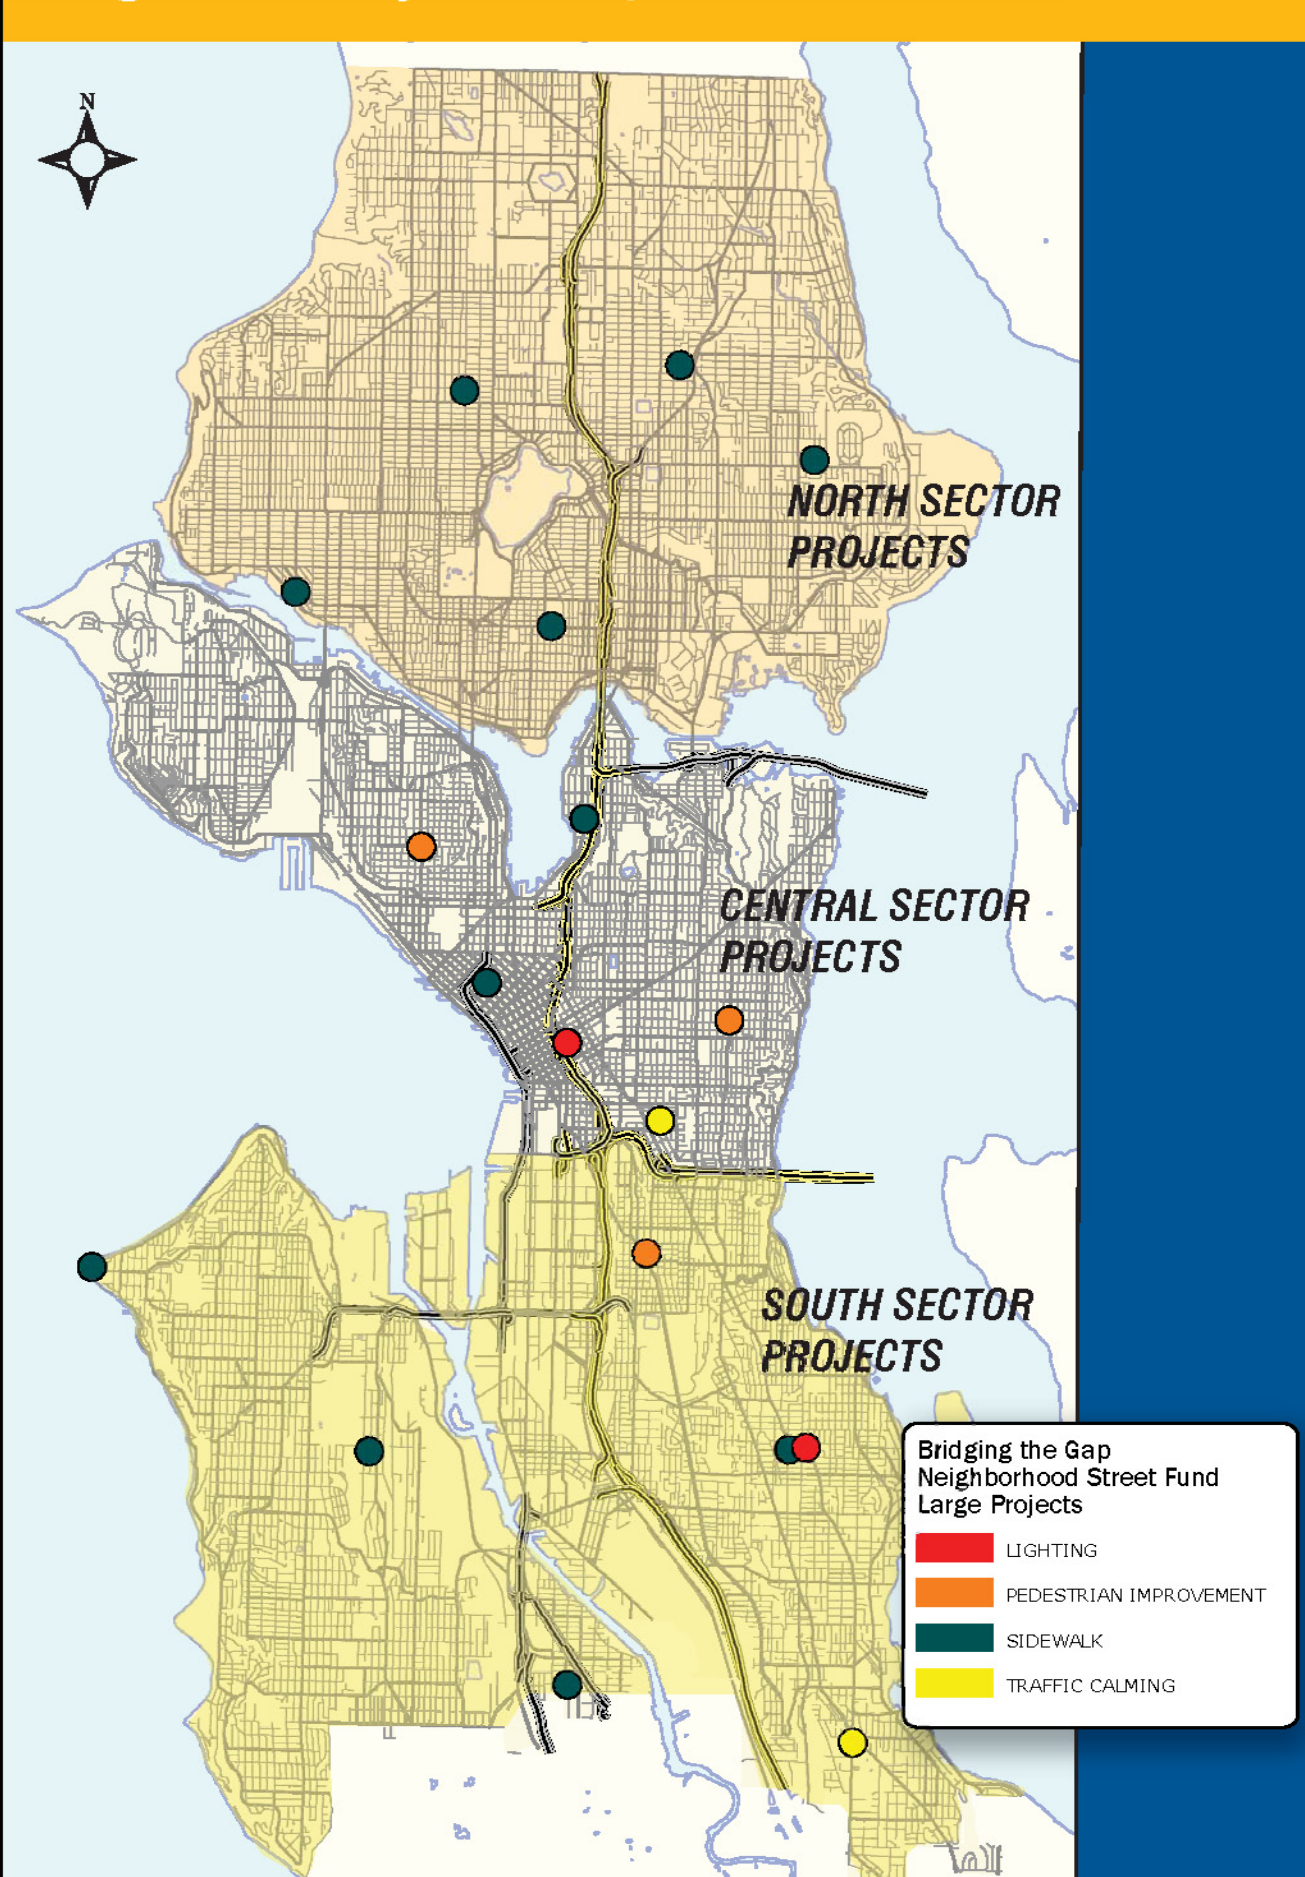 N
NORTH SECTOR
PROJECTS
CENTRAL SECTOR
PROJECTS
SOUTH SECTOR
PROJECTS
Bridging the Gap
Neighborhood Street Fund
Large Projects
LIGHTING
PEDESTRIAN IMPROVEMENT
SIDEWALK
TRAFFIC CALMING